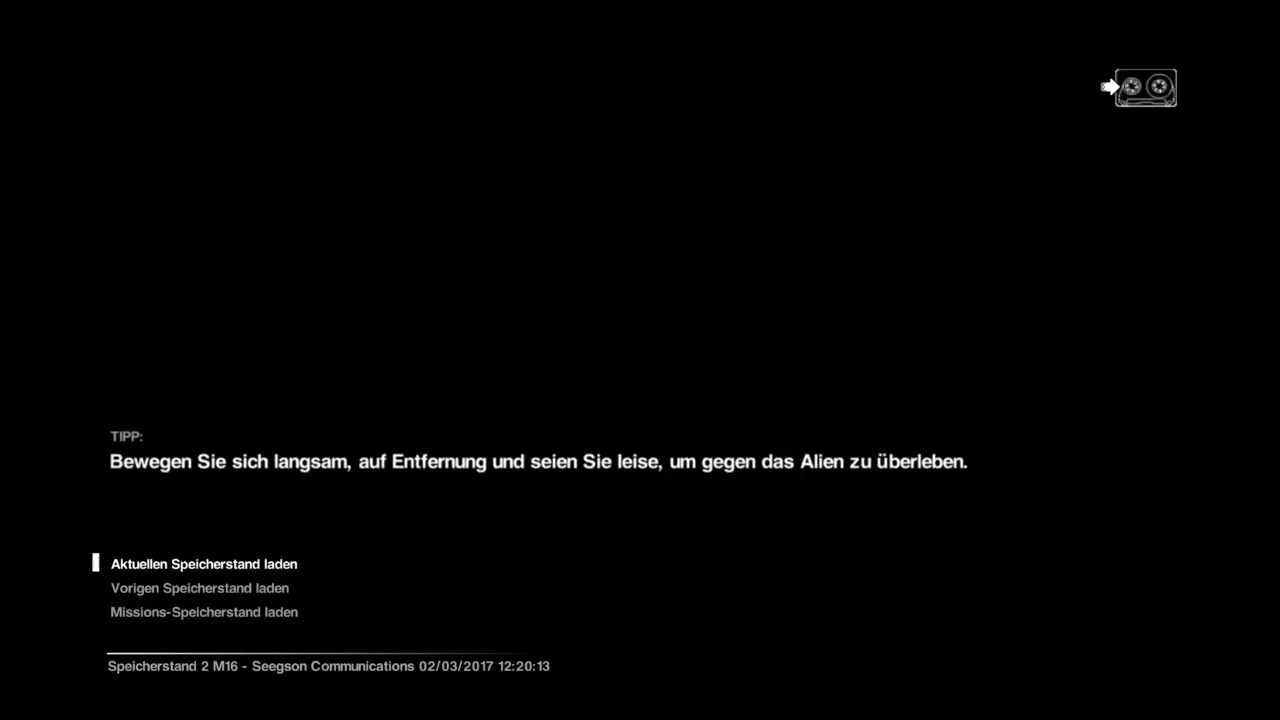 TIPP:
Bewegen Sie sich langsam, auf Entfernung und seien Sie leise, um gegen das Alien zu überleben.
Aktuellen Speicherstand laden
Vorigen Speicherstand laden
Missions-Speicherstand laden
Speicherstand 2 M16 - Seegson Communications 02/03/2017 12:20:13